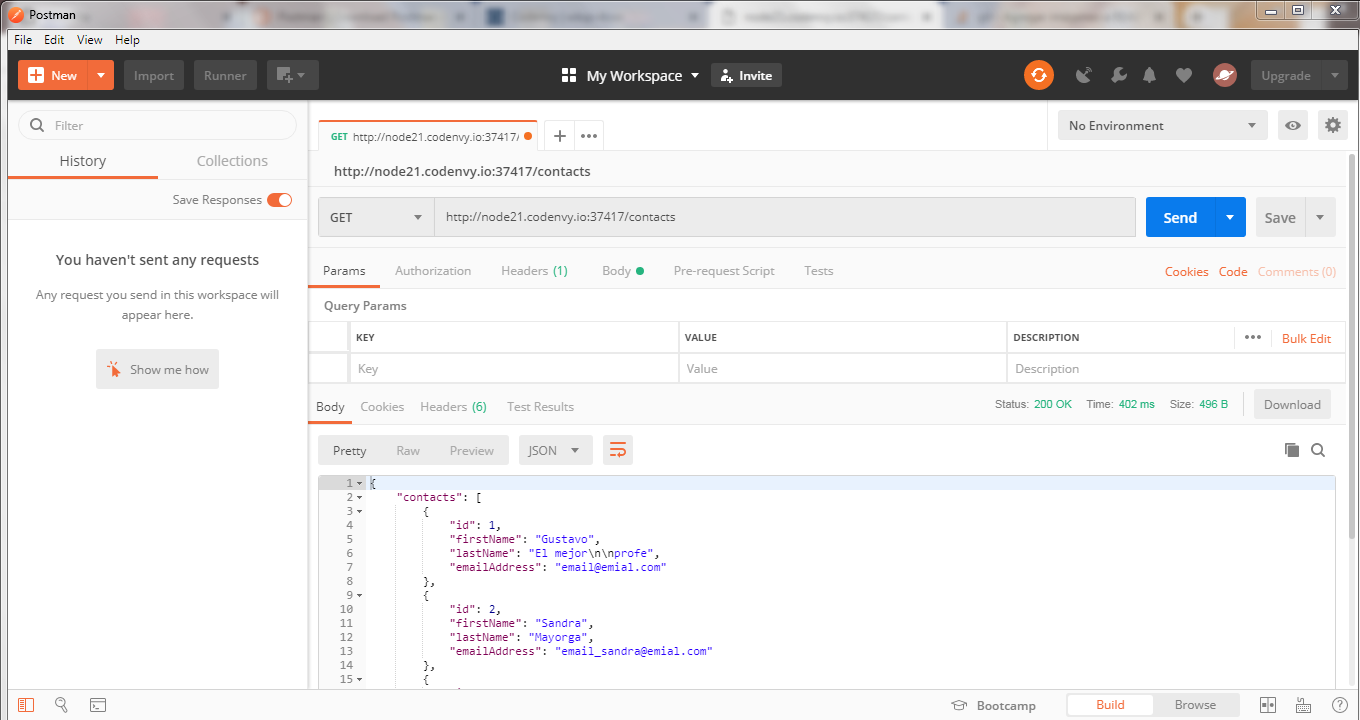 Postman
File Edit View Help
New Import Runner My Workspace Invite Upgrade
Filter
History Collections
Save Responses
You haven't sent any requests
Any request you send in this workspace will
appear here.
Show me how
GET http://node21.codenvy.io:37417/ No Environment
http://node21.codenvy.io:37417/contacts
GET http://node21.codenvy.io:37417/contacts Send Save
Params Authorization Headers (1) Body Pre-request Script Tests Cookies Code Comments (0)
Query Params
KEY VALUE DESCRIPTION Bulk Edit
Key Value Description
Body Cookies Headers (6) Test Results Status: 200 OK Time: 402 ms Size: 496 B Download
Pretty Raw Preview JSON
1 {
2 "contacts": [
3 {
4 "id": 1,
5 "firstName": "Gustavo",
6 "lastName": "El mejor\n\nprofe",
7 "emailAddress": "email@emial.com"
8 },
9 {
10 "id": 2,
11 "firstName": "Sandra",
12 "lastName": "Mayorga",
13 "emailAddress": "email_sandra@emial.com"
14 },
15 {
Bootcamp Build Browse